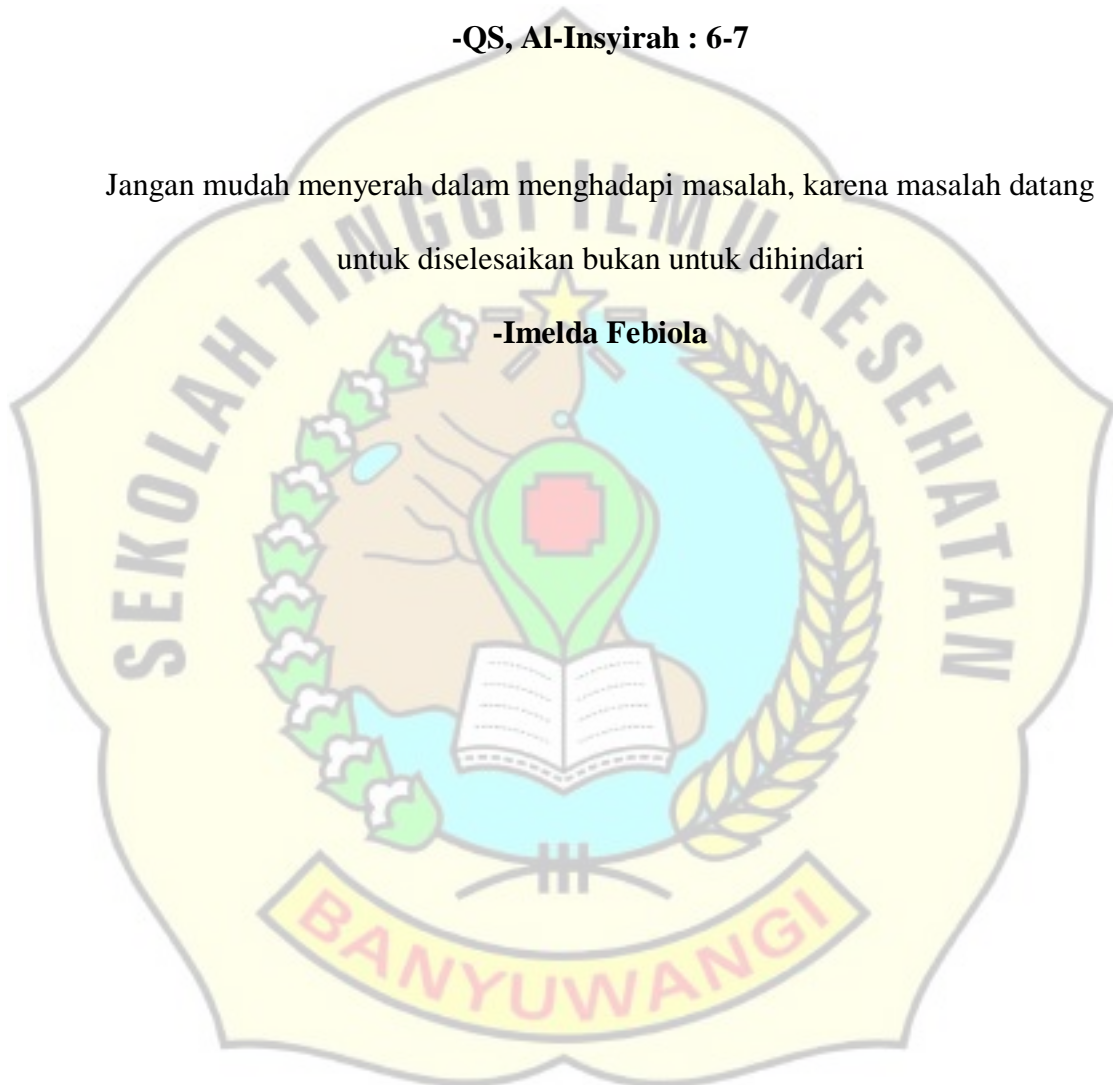 -QS, Al-Insyirah : 6-7
Jangan mudah menyerah dalam menghadapi masalah, karena masalah datang
untuk diselesaikan bukan untuk dihindari
-Imelda Febiola
SEKOLAH TINGGI ILMU KESEHATAN
BANYUWANGI